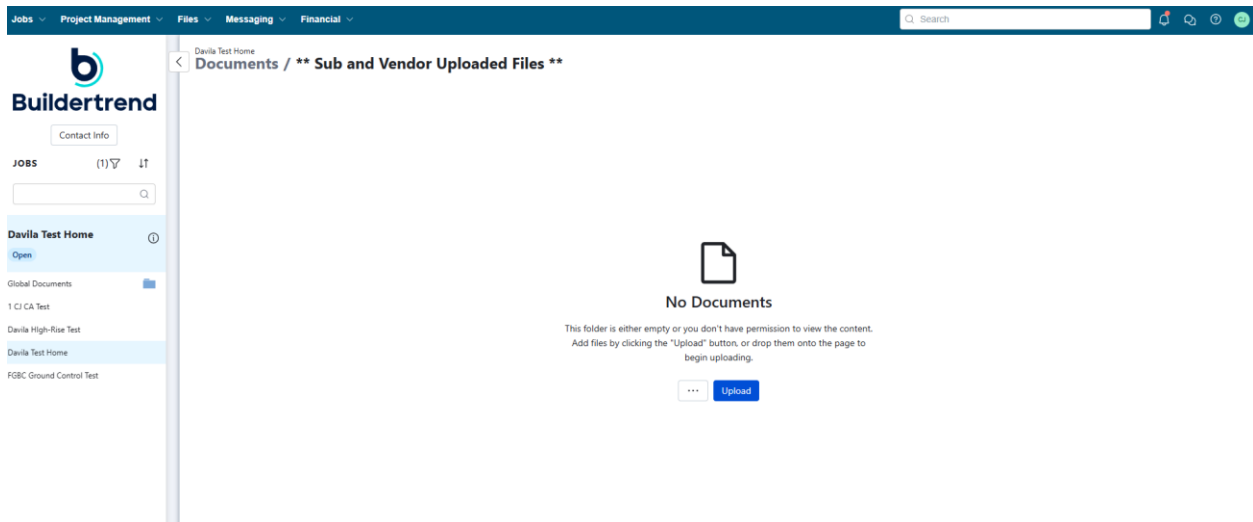 Jobs Project Management Files Messaging Financial Search CJ
Buildertrend
Contact Info
JOBS (1)
Davila Test Home
Open
Global Documents
1 CJ CA Test
Davila High-Rise Test
Davila Test Home
FGBC Ground Control Test
Davila Test Home
Documents / ** Sub and Vendor Uploaded Files **
No Documents
This folder is either empty or you don't have permission to view the content.
Add files by clicking the "Upload" button, or drop them onto the page to
begin uploading.
... Upload